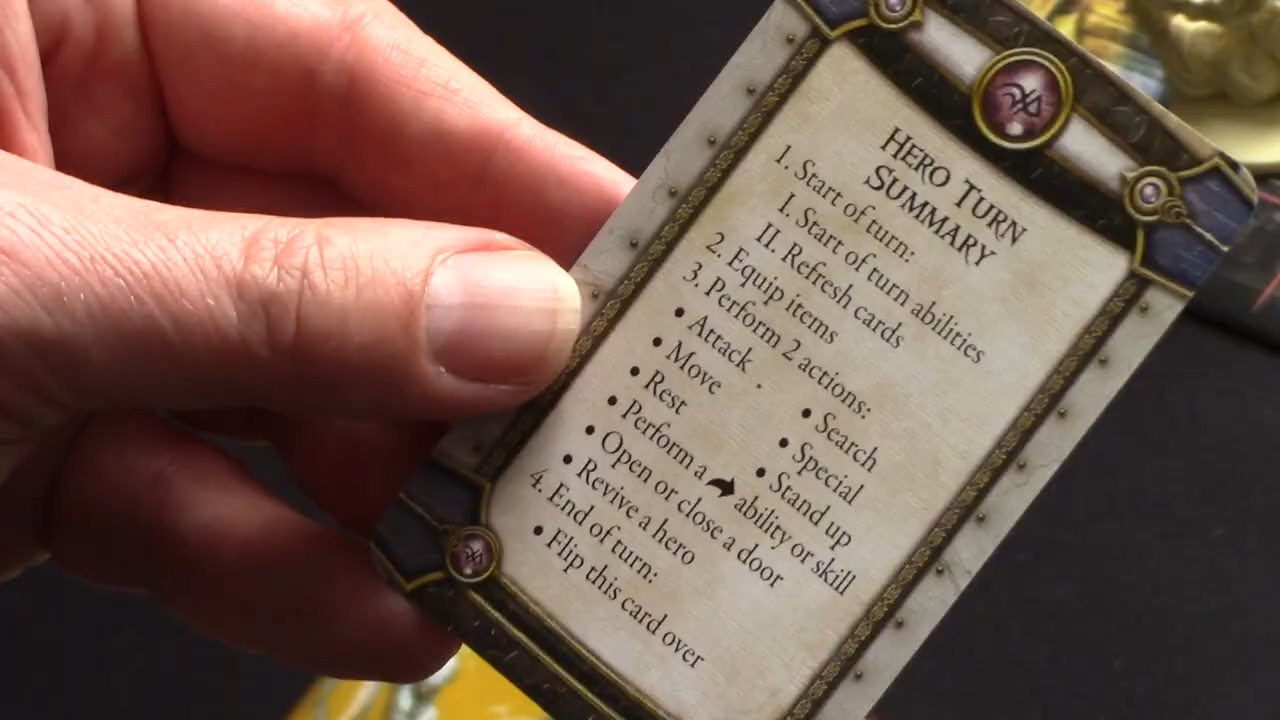 HERO TURN
SUMMARY
1. Start of turn:
I. Start of turn abilities
II. Refresh cards
2. Equip items
3. Perform 2 actions:
• Attack
• Move
• Rest
• Search
• Special
• Stand up
• Perform a ability or skill
• Open or close a door
• Revive a hero
4. End of turn:
• Flip this card over